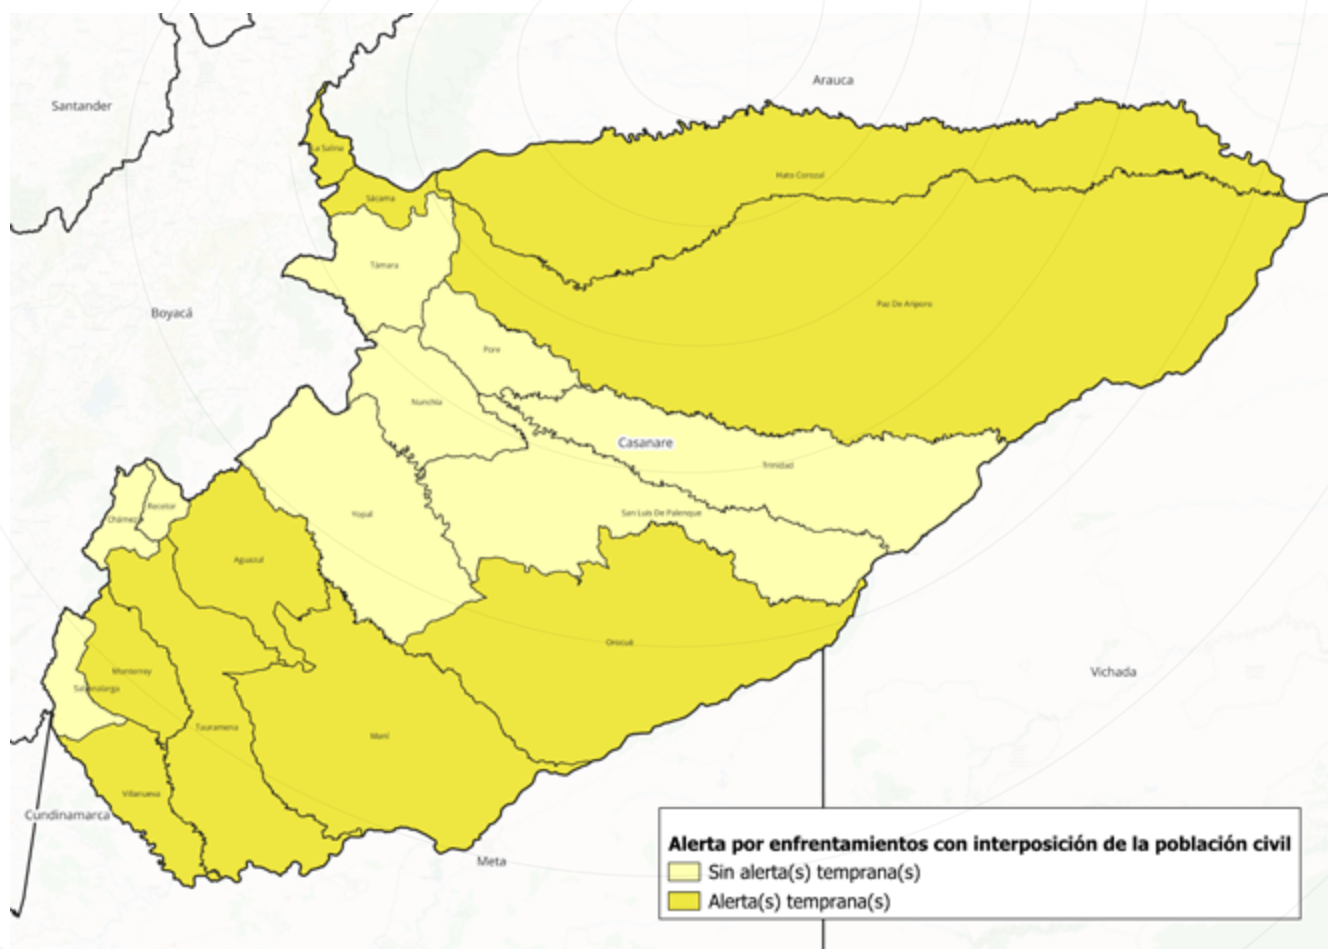 Arauca
Santander
La Salina
Hato Corozal
Sácama
Támara
Paz De Ariporo
Boyacá
Pore
Nunchía
Casanare
Trinidad
Recetor
Chámeza
San Luis De Palenque
Yopal
Aguazul
Orocué
Monterrey
Vichada
Sabanalarga
Tauramena
Maní
Villanueva
Cundinamarca
Meta
Alerta por enfrentamientos con interposición de la población civil
Sin alerta(s) temprana(s)
Alerta(s) temprana(s)